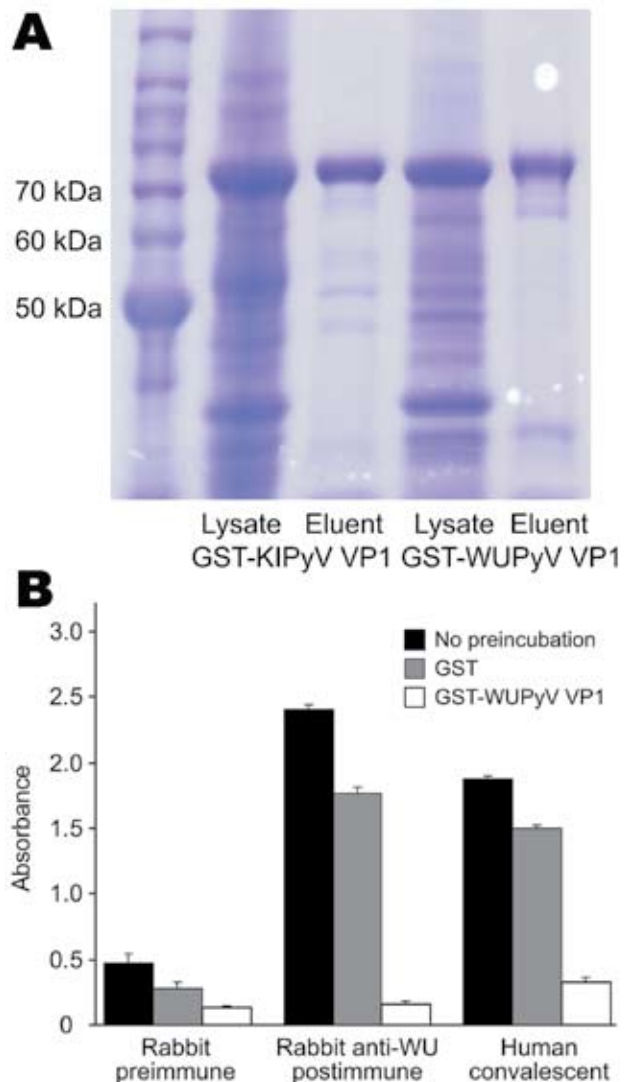 A
70 kDa
60 kDa
50 kDa
Lysate Eluent Lysate Eluent
GST-KIPyV VP1 GST-WUPyV VP1
B
3.0
2.5
2.0
1.5
1.0
0.5
0
Absorbance
No preincubation
GST
GST-WUPyV VP1
Rabbit preimmune
Rabbit anti-WU postimmune
Human convalescent